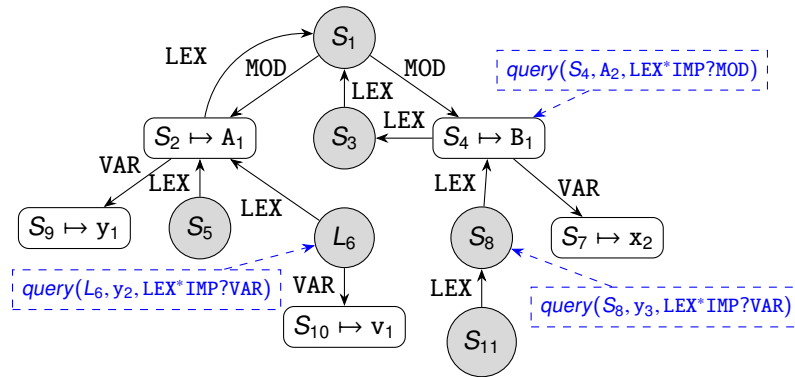 S₁
LEX
MOD
MOD
query(S₄, A₂, LEX*IMP?MOD)
LEX
S₂ ↦ A₁
S₃
LEX
S₄ ↦ B₁
VAR
LEX
LEX
LEX
VAR
S₉ ↦ y₁
S₅
L₆
S₈
S₇ ↦ x₂
query(L₆, y₂, LEX*IMP?VAR)
VAR
LEX
query(S₈, y₃, LEX*IMP?VAR)
S₁₀ ↦ v₁
S₁₁